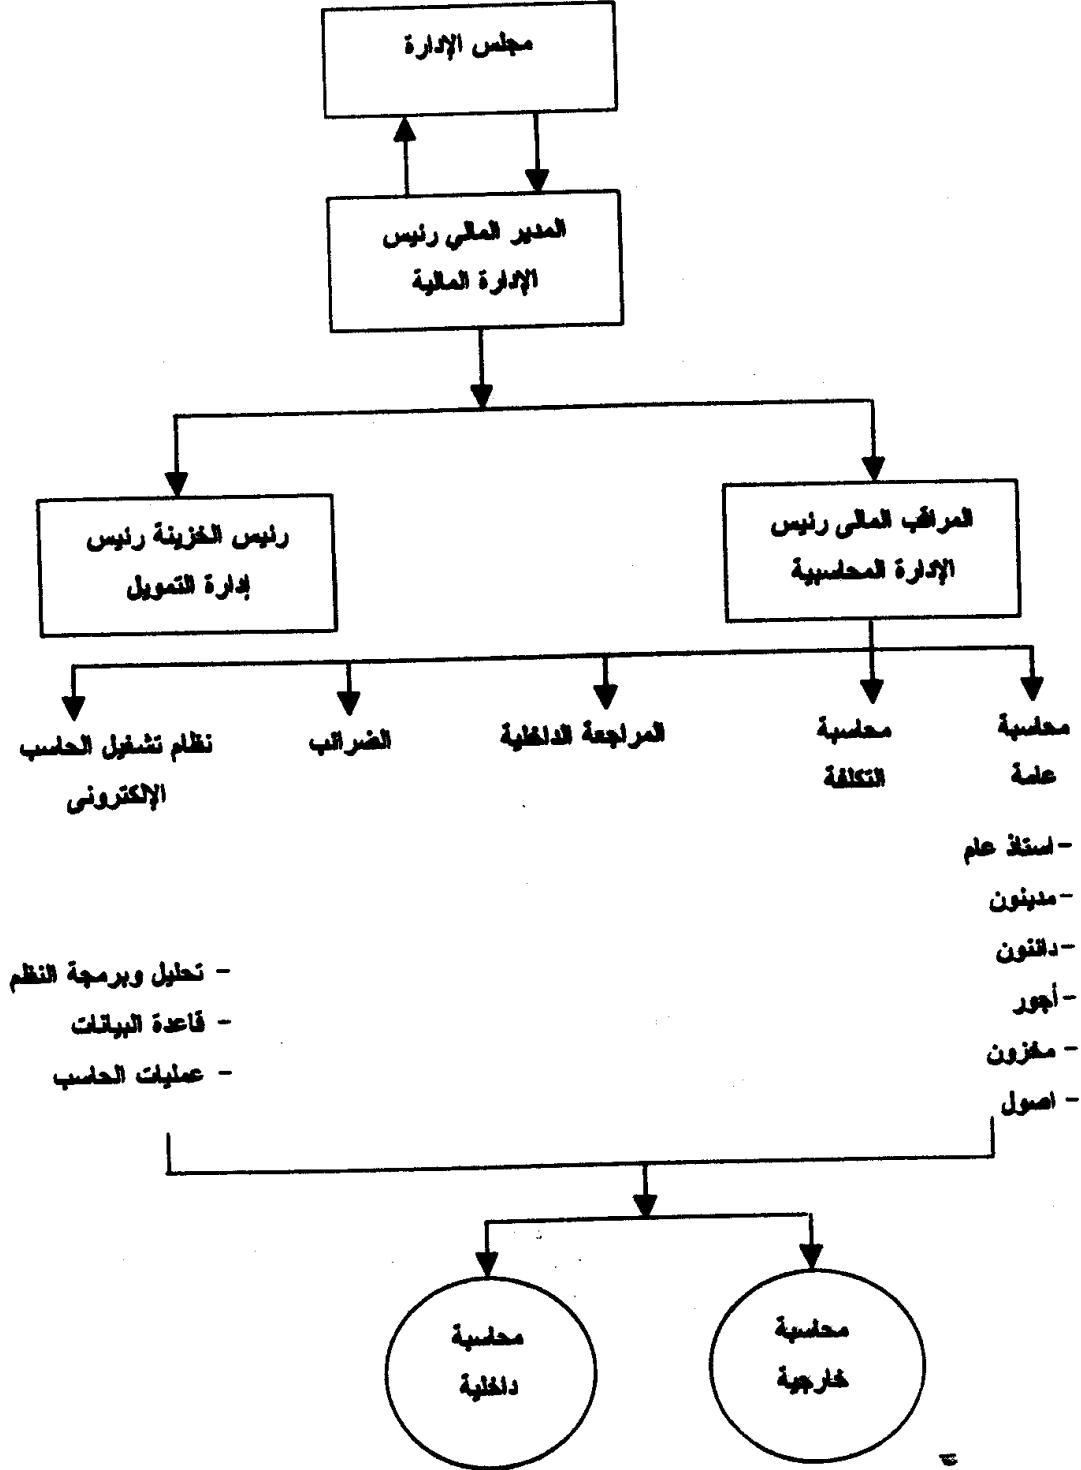 مجلس الإدارة
المدير المالي رئيس
الإدارة المالية
المراقب المالى رئيس
الإدارة المحاسبية
رئيس الخزينة رئيس
إدارة التمويل
محاسبة
عامة
محاسبة
التكلفة
المراجعة الداخلية
الضرائب
نظام تشغيل الحاسب
الإلكترونى
-استاذ عام
-مدينون
-دائنون
-أجور
- مخزون
- اصول
- تحليل وبرمجة النظم
- قاعدة البيانات
- عمليات الحاسب
محاسبة
خارجية
محاسبة
داخلية